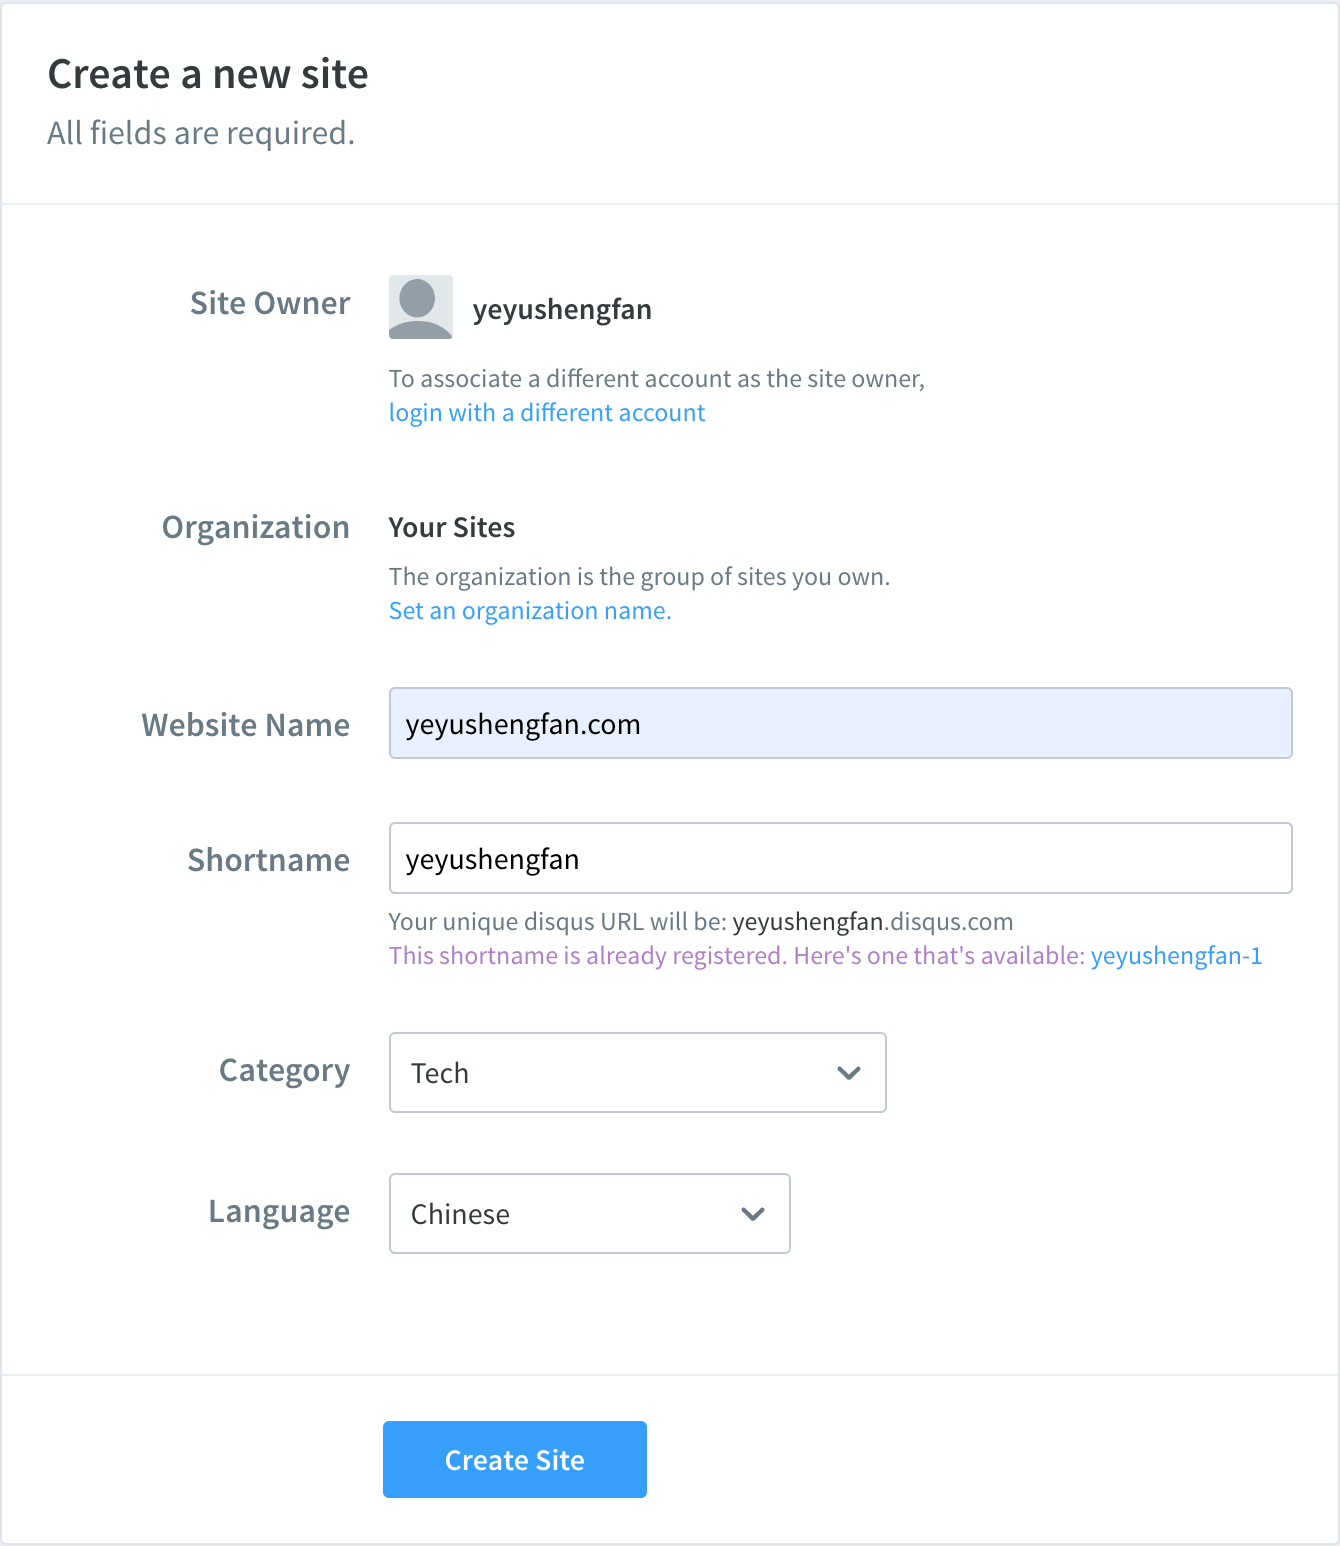 Create a new site
All fields are required.
Site Owner
yeyushengfan
To associate a different account as the site owner,
login with a different account
Organization
Your Sites
The organization is the group of sites you own.
Set an organization name.
Website Name
yeyushengfan.com
Shortname
yeyushengfan
Your unique disqus URL will be: yeyushengfan.disqus.com
This shortname is already registered. Here's one that's available: yeyushengfan-1
Category
Tech
Language
Chinese
Create Site